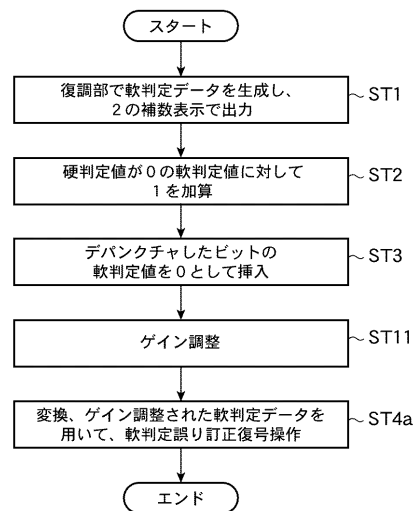 スタート
復調部で軟判定データを生成し、
2の補数表示で出力
ST1
硬判定値が0の軟判定値に対して
1を加算
ST2
デパンクチャしたビットの
軟判定値を0として挿入
ST3
ゲイン調整
ST11
変換、ゲイン調整された軟判定データを
用いて、軟判定誤り訂正復号操作
ST4a
エンド